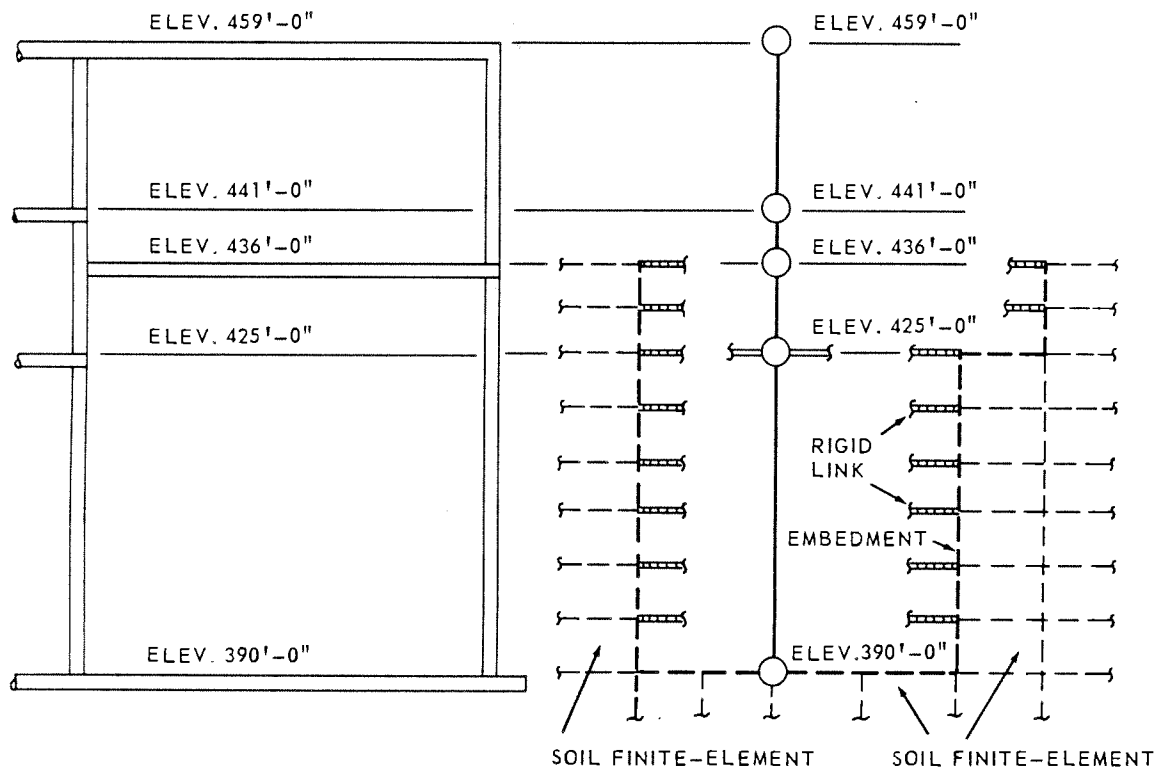 ELEV. 459'-0"
ELEV. 459'-0"
ELEV. 441'-0"
ELEV. 441'-0"
ELEV. 436'-0"
ELEV. 436'-0"
ELEV. 425'-0"
ELEV. 425'-0"
RIGID
LINK
EMBEDMENT
ELEV. 390'-0"
ELEV. 390'-0"
SOIL FINITE-ELEMENT
SOIL FINITE-ELEMENT